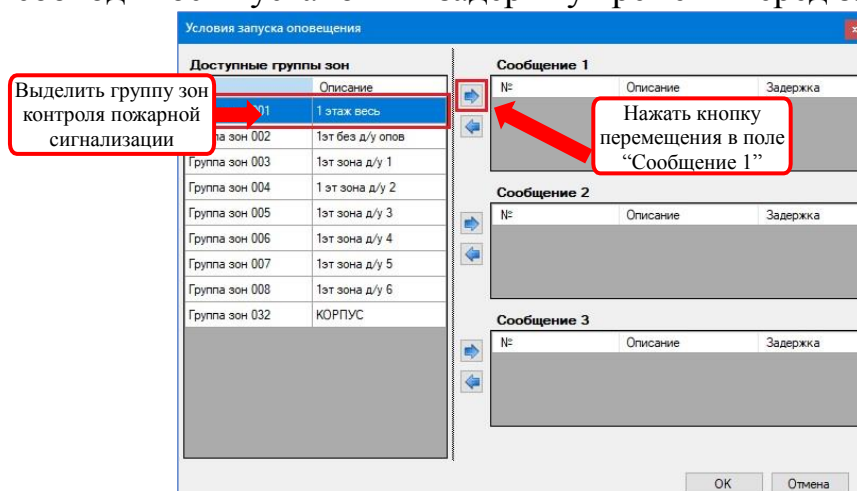 Условия запуска оповещения
Доступные группы зон
Описание
1 этаж весь
1эт без д/у опов
Группа зон 003 1эт зона д/у 1
Группа зон 004 1 эт зона д/у 2
Группа зон 005 1эт зона д/у 3
Группа зон 006 1эт зона д/у 4
Группа зон 007 1эт зона д/у 5
Группа зон 008 1эт зона д/у 6
Группа зон 032 КОРПУС
Выделить группу зон
контроля пожарной
сигнализации
Сообщение 1
№ Описание Задержка
Нажать кнопку
перемещения в поле
“Сообщение 1”
Сообщение 2
№ Описание Задержка
Сообщение 3
№ Описание Задержка
OK Отмена